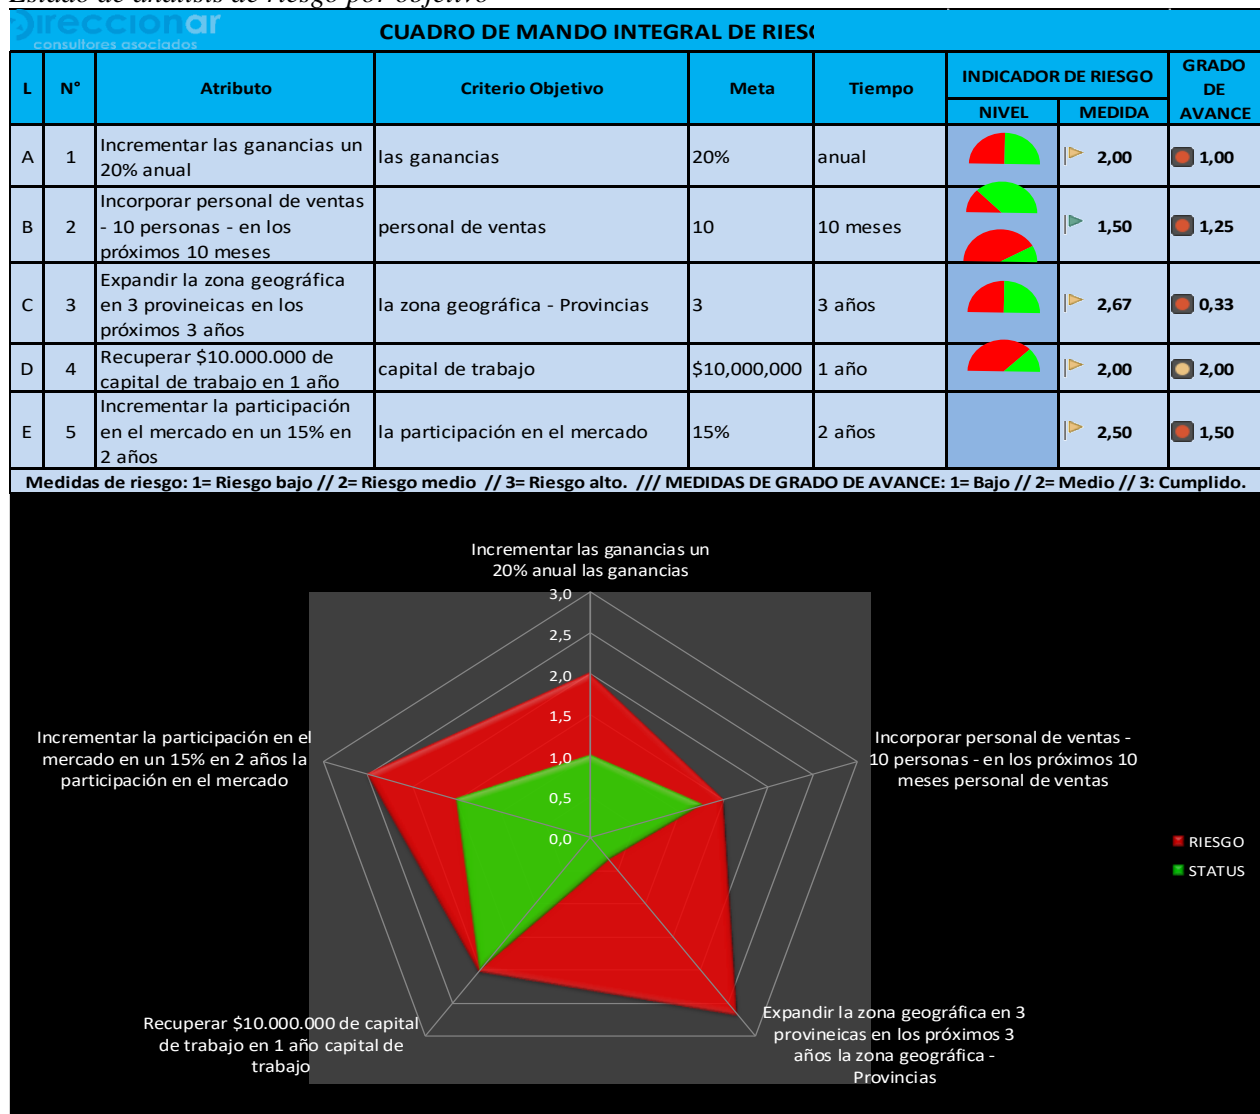 Estado de análisis de riesgo por objetivo
Direccionar
consultores asociados
CUADRO DE MANDO INTEGRAL DE RIES
L
N°
Atributo
Criterio Objetivo
Meta
Tiempo
INDICADOR DE RIESGO
NIVEL
MEDIDA
GRADO
DE
AVANCE
A
1
Incrementar las ganancias un
20% anual
las ganancias
20%
anual
2,00
1,00
B
2
Incorporar personal de ventas
- 10 personas - en los
próximos 10 meses
personal de ventas
10
10 meses
1,50
1,25
C
3
Expandir la zona geográfica
en 3 provineicas en los
próximos 3 años
la zona geográfica - Provincias
3
3 años
2,67
0,33
D
4
Recuperar $10.000.000 de
capital de trabajo en 1 año
capital de trabajo
$10,000,000
1 año
2,00
2,00
E
5
Incrementar la participación
en el mercado en un 15% en
2 años
la participación en el mercado
15%
2 años
2,50
1,50
Medidas de riesgo: 1= Riesgo bajo // 2= Riesgo medio // 3= Riesgo alto. /// MEDIDAS DE GRADO DE AVANCE: 1= Bajo // 2= Medio // 3: Cumplido.
Incrementar las ganancias un
20% anual las ganancias
3,0
2,5
2,0
1,5
1,0
0,5
0,0
Incrementar la participación en el
mercado en un 15% en 2 años la
participación en el mercado
Incorporar personal de ventas -
10 personas - en los próximos 10
meses personal de ventas
RIESGO
STATUS
Recuperar $10.000.000 de capital
de trabajo en 1 año capital de
trabajo
Expandir la zona geográfica en 3
provineicas en los próximos 3
años la zona geográfica -
Provincias